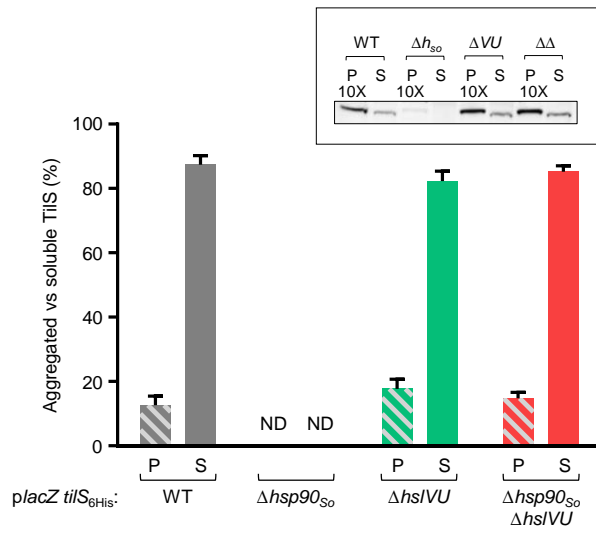 WT Δh_so ΔVU ΔΔ
P S P S P S P S
10X 10X 10X 10X
Aggregated vs soluble TilS (%)
100
80
60
40
20
0
ND ND
P S P S P S
placZ tilS6His: WT Δhsp90So ΔhslVU Δhsp90So
ΔhslVU